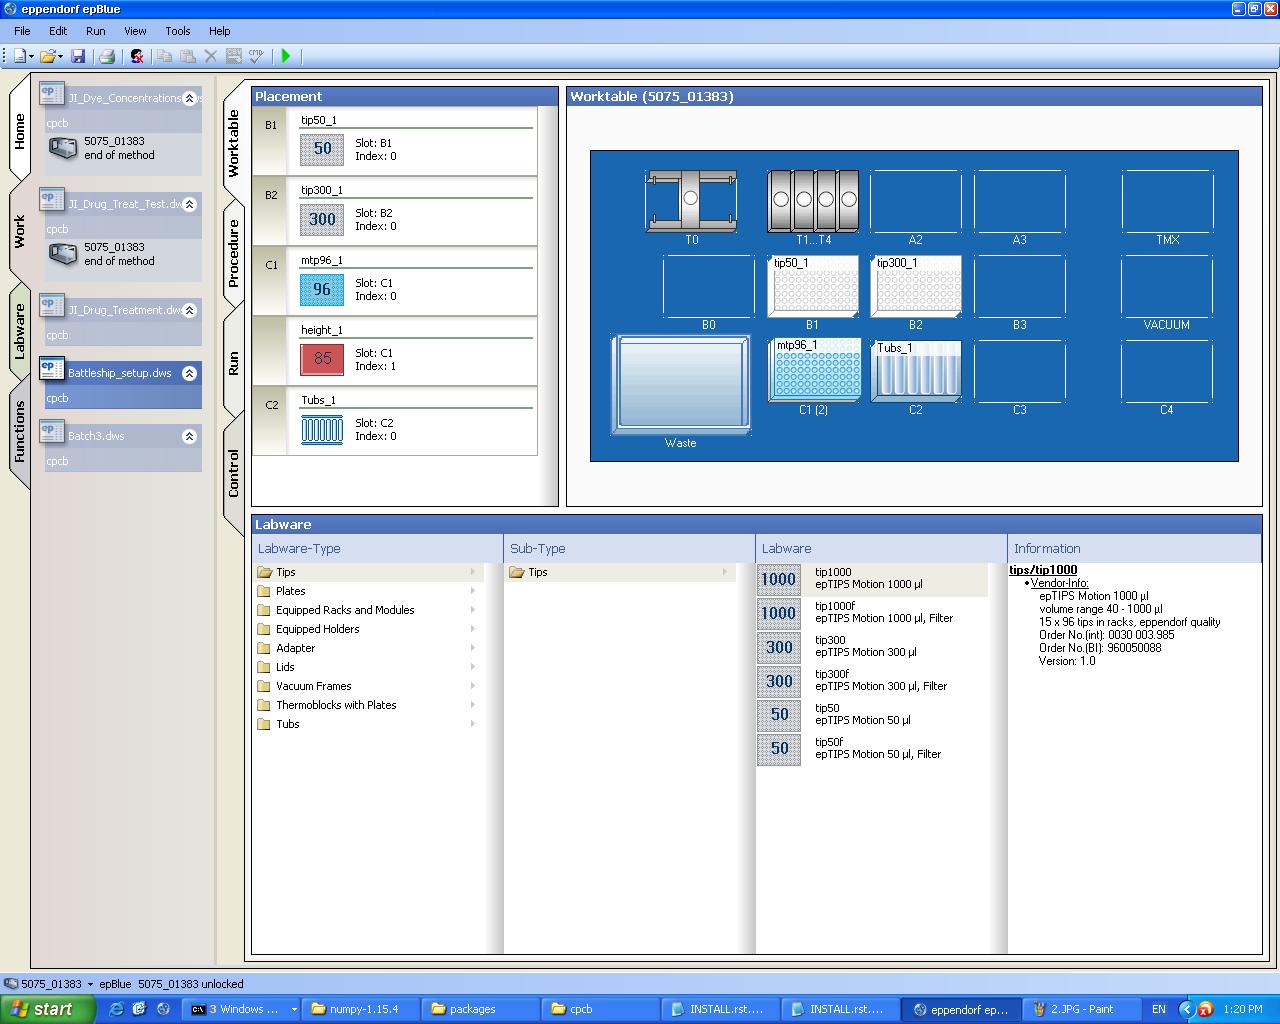 eppendorf epBlue
File Edit Run View Tools Help
CMD
Home
Work
Labware
Functions
ep JI_Dye_Concentrations
cpcb
5075_01383
end of method
ep JI_Drug_Treat_Test.dw
cpcb
5075_01383
end of method
ep JI_Drug_Treatment.dws
cpcb
ep Battleship_setup.dws
cpcb
ep Batch3.dws
cpcb
Worktable
Procedure
Run
Control
Placement
B1 tip50_1
50 Slot: B1
Index: 0
B2 tip300_1
300 Slot: B2
Index: 0
C1 mtp96_1
96 Slot: C1
Index: 0
height_1
85 Slot: C1
Index: 1
C2 Tubs_1
Slot: C2
Index: 0
Worktable (5075_01383)
T0 T1...T4 A2 A3 TMX
tip50_1 tip300_1
B0 B1 B2 B3 VACUUM
mtp96_1 Tubs_1
C1 (2) C2 C3 C4
Waste
Labware
Labware-Type Sub-Type Labware Information
Tips
Plates
Equipped Racks and Modules
Equipped Holders
Adapter
Lids
Vacuum Frames
Thermoblocks with Plates
Tubs
Tips
1000 tip1000
epTIPS Motion 1000 µl
1000 tip1000f
epTIPS Motion 1000 µl, Filter
300 tip300
epTIPS Motion 300 µl
300 tip300f
epTIPS Motion 300 µl, Filter
50 tip50
epTIPS Motion 50 µl
50 tip50f
epTIPS Motion 50 µl, Filter
tips/tip1000
• Vendor-Info:
epTIPS Motion 1000 µl
volume range 40 - 1000 µl
15 x 96 tips in racks, eppendorf quality
Order No.(int): 0030 003.985
Order No.(BI): 960050088
Version: 1.0
5075_01383 epBlue 5075_01383 unlocked
start 3 Windows ... numpy-1.15.4 packages cpcb INSTALL.rst.... INSTALL.rst.... eppendorf ep... 2.JPG - Paint EN 1:20 PM